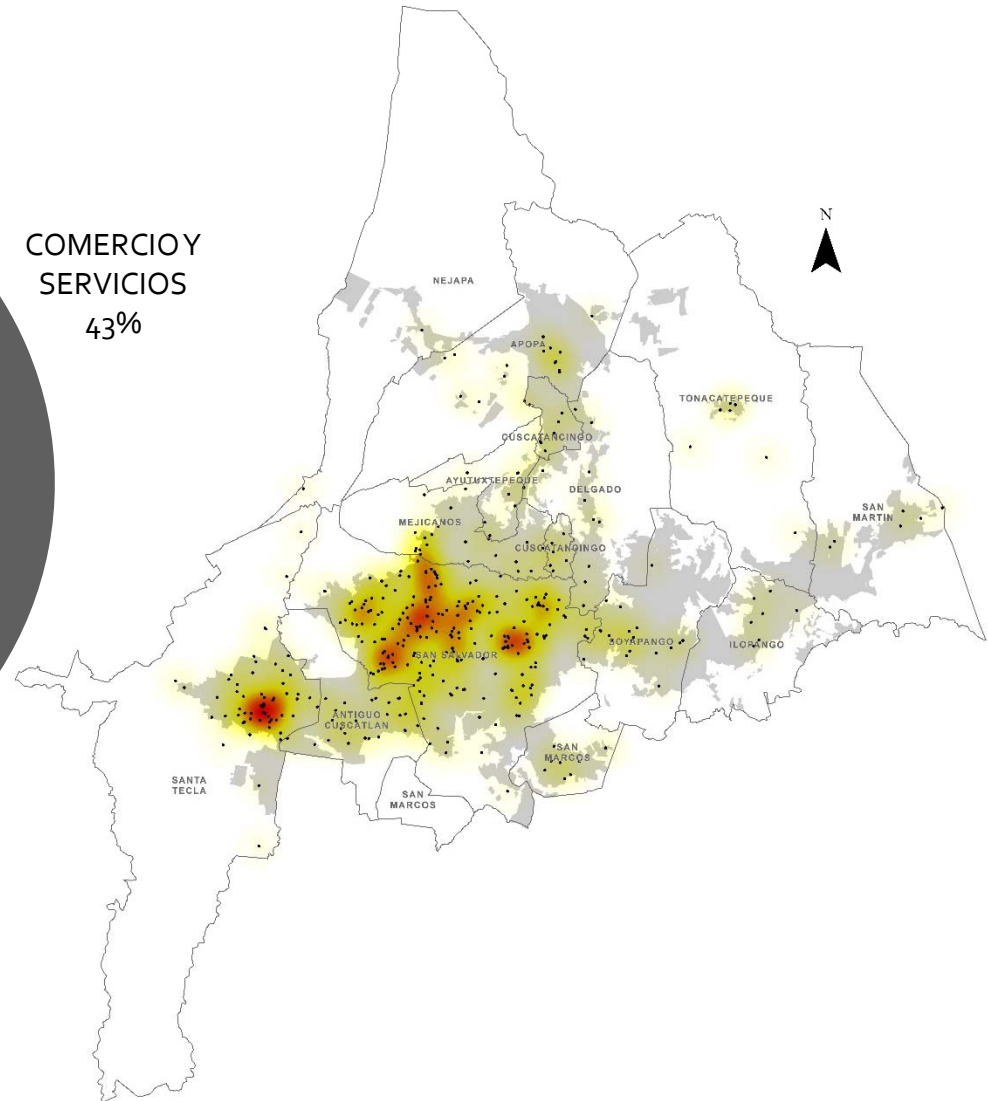 COMERCIO Y
SERVICIOS
43%
N
NEJAPA
APOPA
TONACATEPEQUE
CUSCATANCINGO
AYUTUXTEPEQUE
DELGADO
SAN
MARTIN
MEJICANOS
CUSCATANCINGO
SOYAPANGO
ILOPANGO
SAN SALVADOR
ANTIGUO
CUSCATLAN
SAN
MARCOS
SANTA
TECLA
SAN
MARCOS